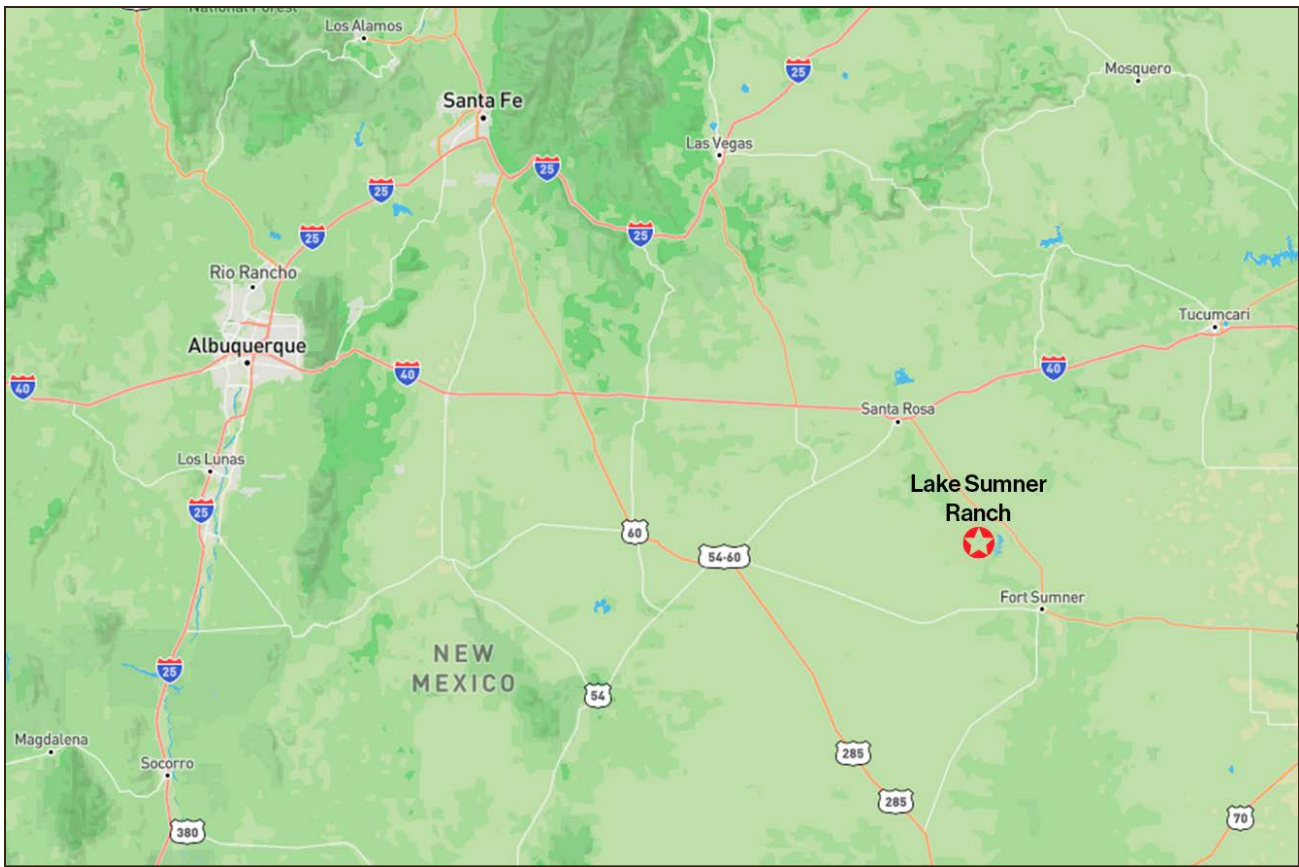 National Forest
Los Alamos
25
Mosquero
Santa Fe
Las Vegas
25
25
25
25
Rio Rancho
Tucumcari
Albuquerque
40
40
40
Santa Rosa
Los Lunas
Lake Sumner
Ranch
25
60
54-60
Fort Sumner
NEW
MEXICO
25
54
Magdalena
285
Socorro
285
70
380